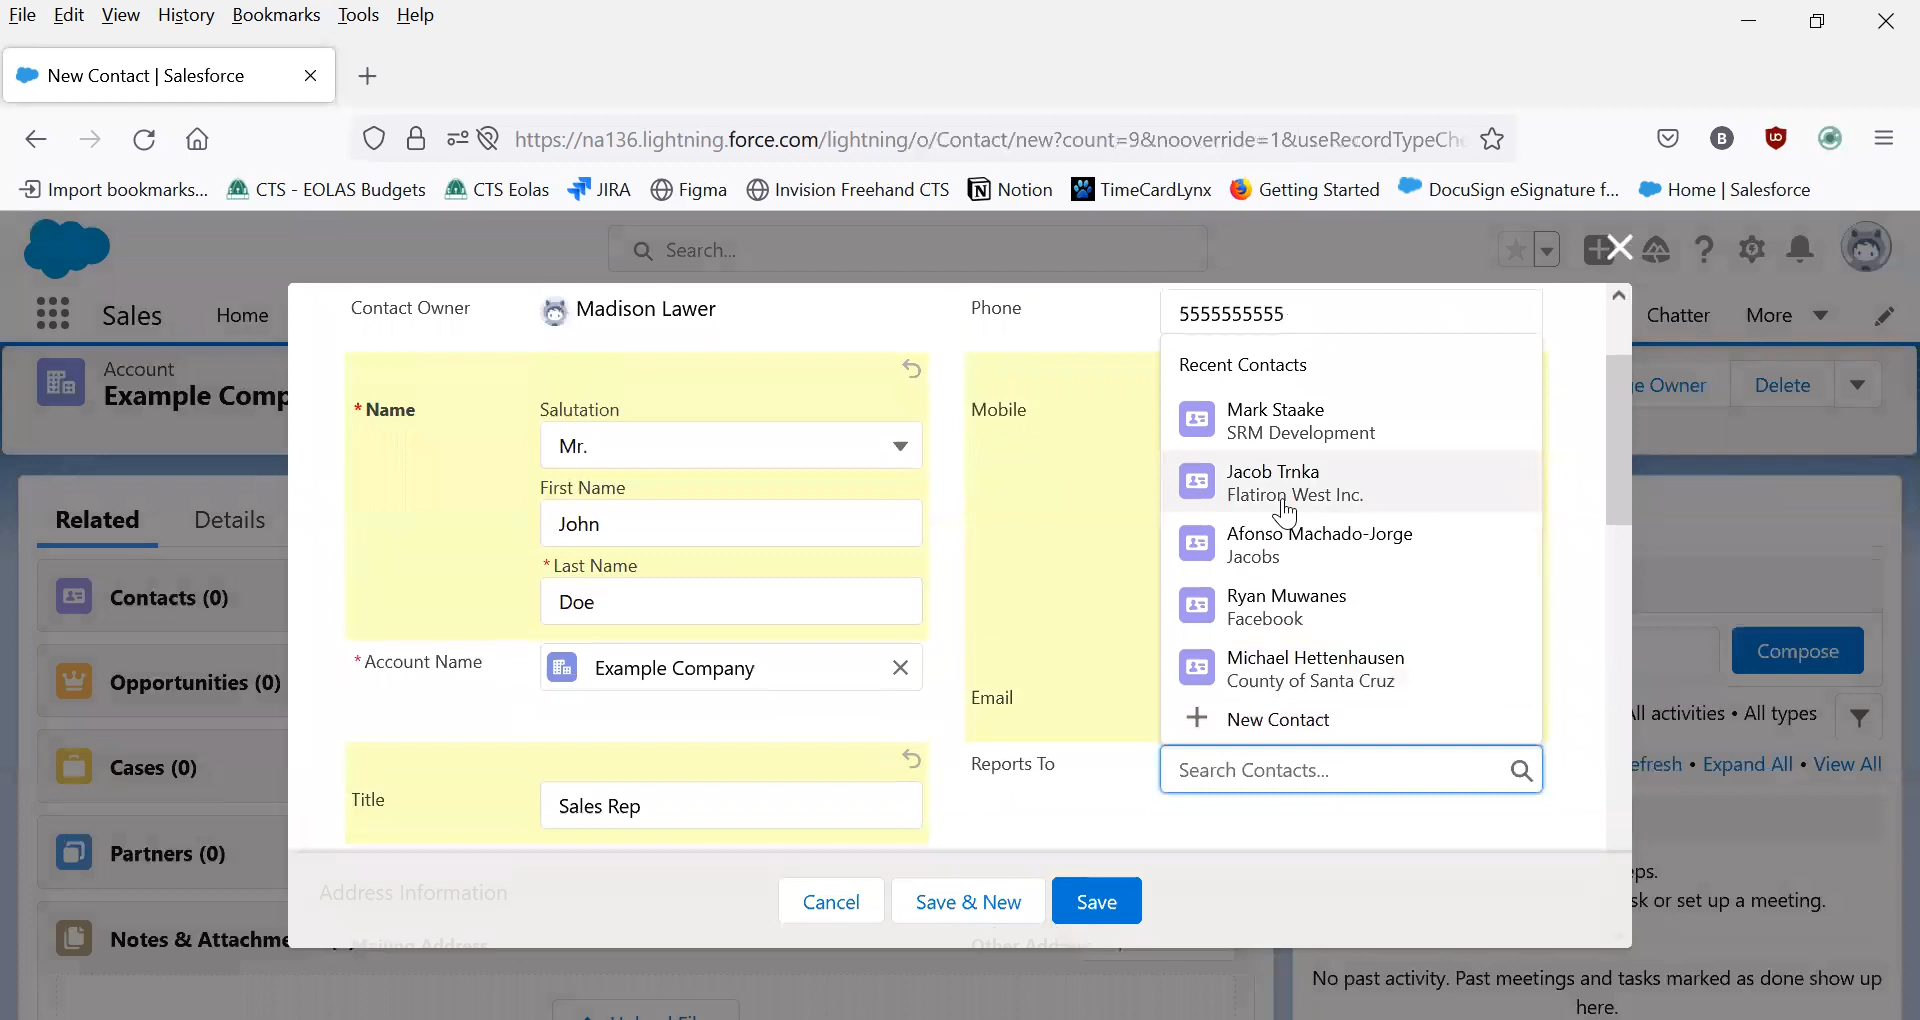 File Edit View History Bookmarks Tools Help
New Contact | Salesforce
https://na136.lightning.force.com/lightning/o/Contact/new?count=9&nooverride=1&useRecordTypeChe
Import bookmarks... CTS - EOLAS Budgets CTS Eolas JIRA Figma Invision Freehand CTS Notion TimeCardLynx Getting Started DocuSign eSignature f... Home | Salesforce
Search...
Sales Home Chatter More
Account
Example Comp
e Owner Delete
Related Details
Contacts (0)
Opportunities (0)
Cases (0)
Partners (0)
Notes & Attachme
Contact Owner Madison Lawer
* Name
Salutation
Mr.
First Name
John
* Last Name
Doe
* Account Name Example Company
Title Sales Rep
Phone 5555555555
Mobile
Email
Reports To
Recent Contacts
Mark Staake
SRM Development
Jacob Trnka
Flatiron West Inc.
Afonso Machado-Jorge
Jacobs
Ryan Muwanes
Facebook
Michael Hettenhausen
County of Santa Cruz
New Contact
Search Contacts...
Address Information
Cancel Save & New Save
Mailing Address
Compose
All activities • All types
efresh • Expand All • View All
eps.
sk or set up a meeting.
No past activity. Past meetings and tasks marked as done show up
here.